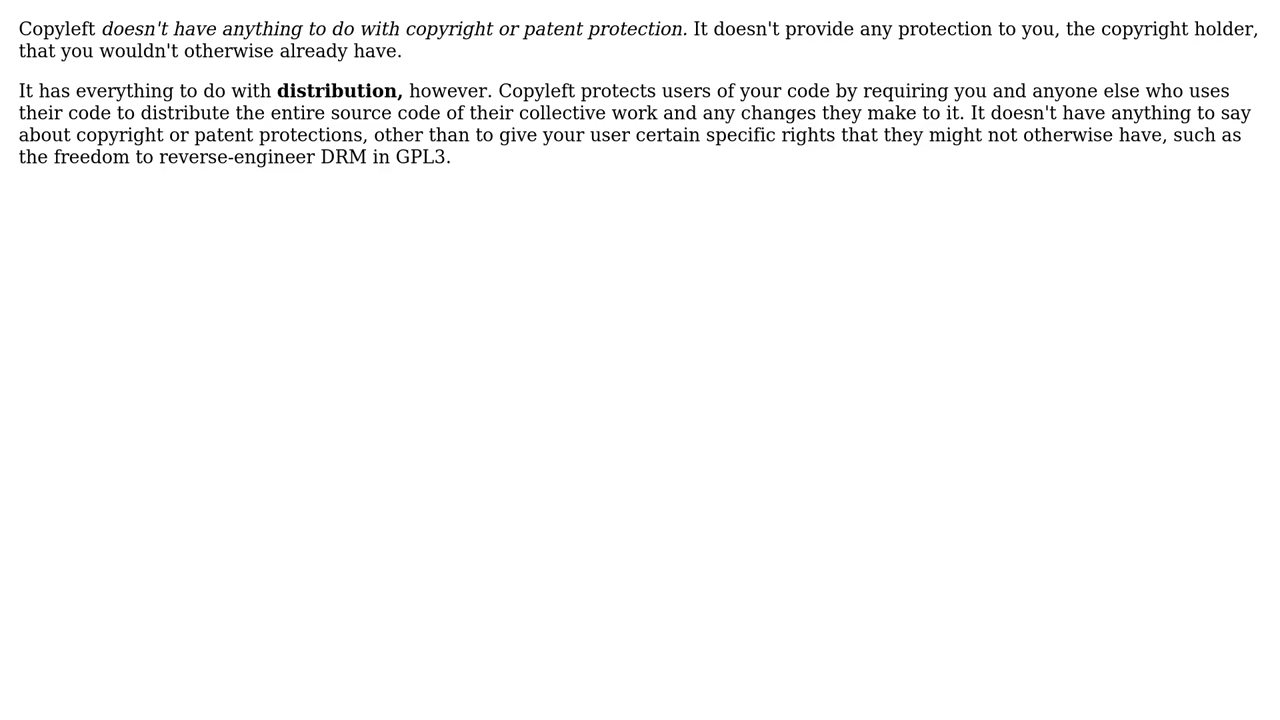 Copyleft doesn't have anything to do with copyright or patent protection. It doesn't provide any protection to you, the copyright holder,
that you wouldn't otherwise already have.
It has everything to do with distribution, however. Copyleft protects users of your code by requiring you and anyone else who uses
their code to distribute the entire source code of their collective work and any changes they make to it. It doesn't have anything to say
about copyright or patent protections, other than to give your user certain specific rights that they might not otherwise have, such as
the freedom to reverse-engineer DRM in GPL3.